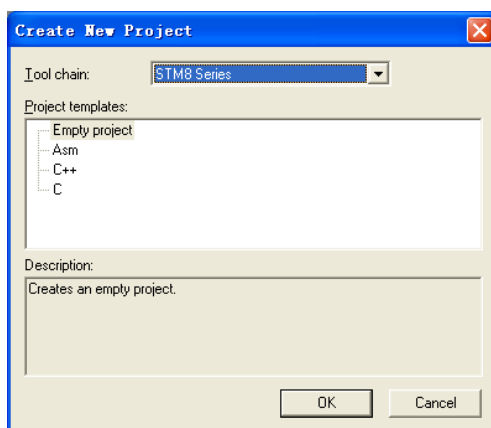 Create New Project
Tool chain:
STM8 Series
Project templates:
Empty project
Asm
C++
C
Description:
Creates an empty project.
OK
Cancel